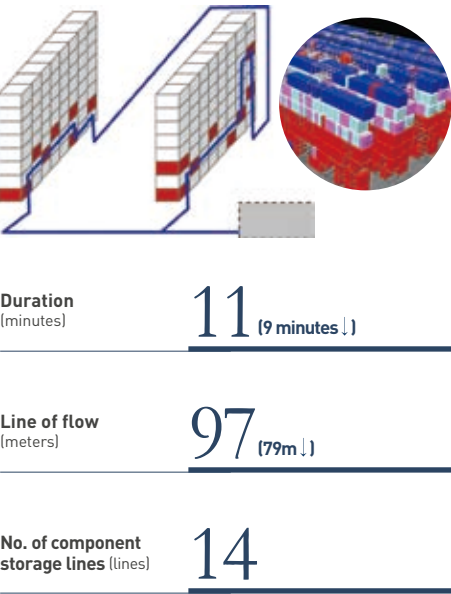 Duration
(minutes)
11 (9 minutes↓)
Line of flow
(meters)
97 (79m↓)
No. of component
storage lines (lines)
14